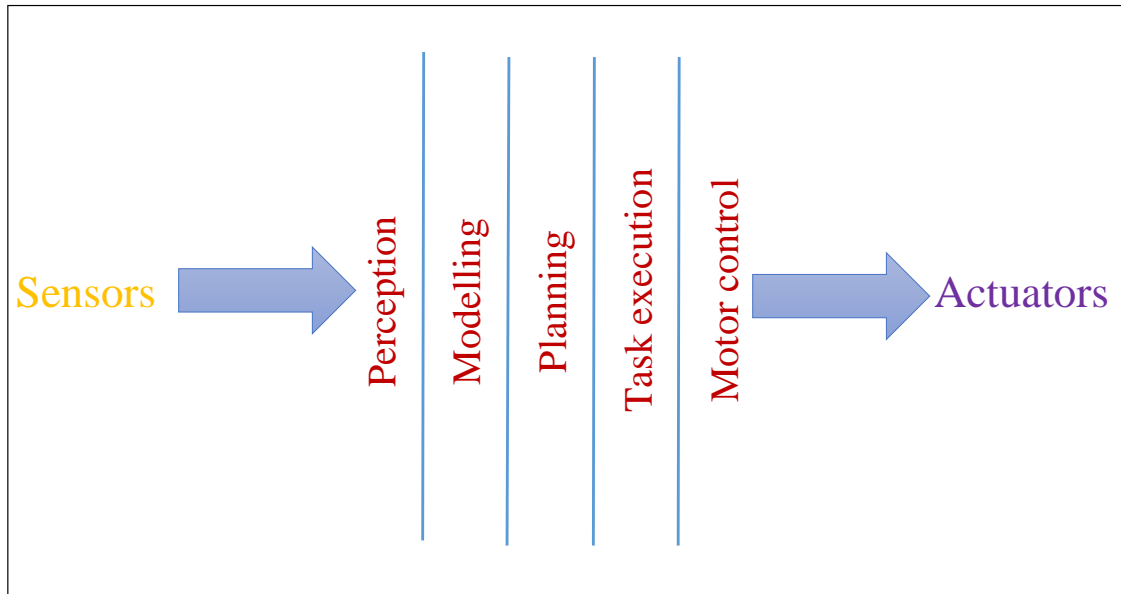 Sensors
Perception
Modelling
Planning
Task execution
Motor control
Actuators